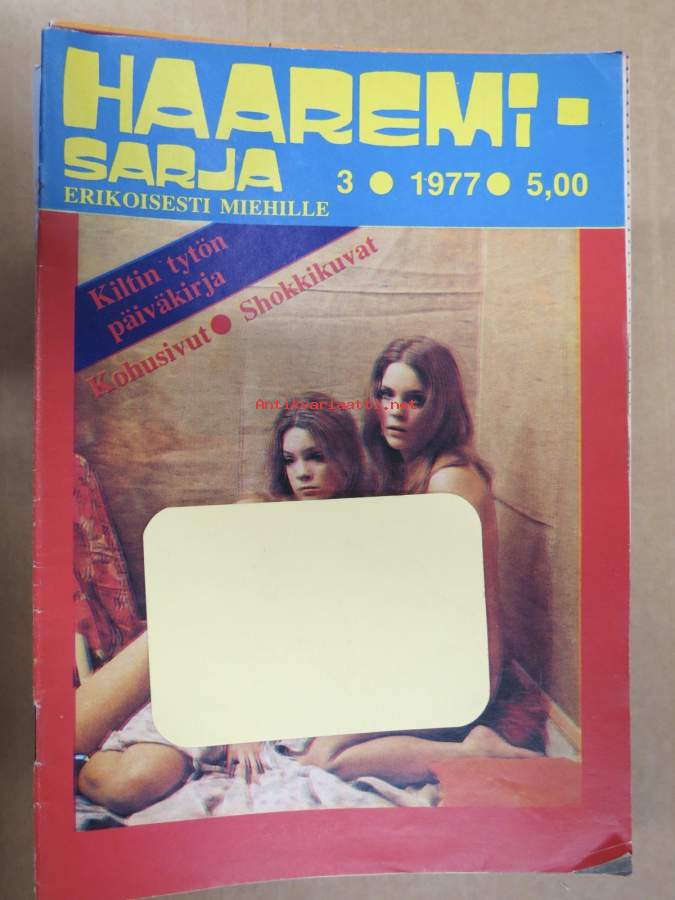 HAAREMI-
SARJA
3 ● 1977 ● 5,00
ERIKOISESTI MIEHILLE
Kiltin tytön
päiväkirja
Kohusivut ● Shokkikuvat
Antikvariaatti.net